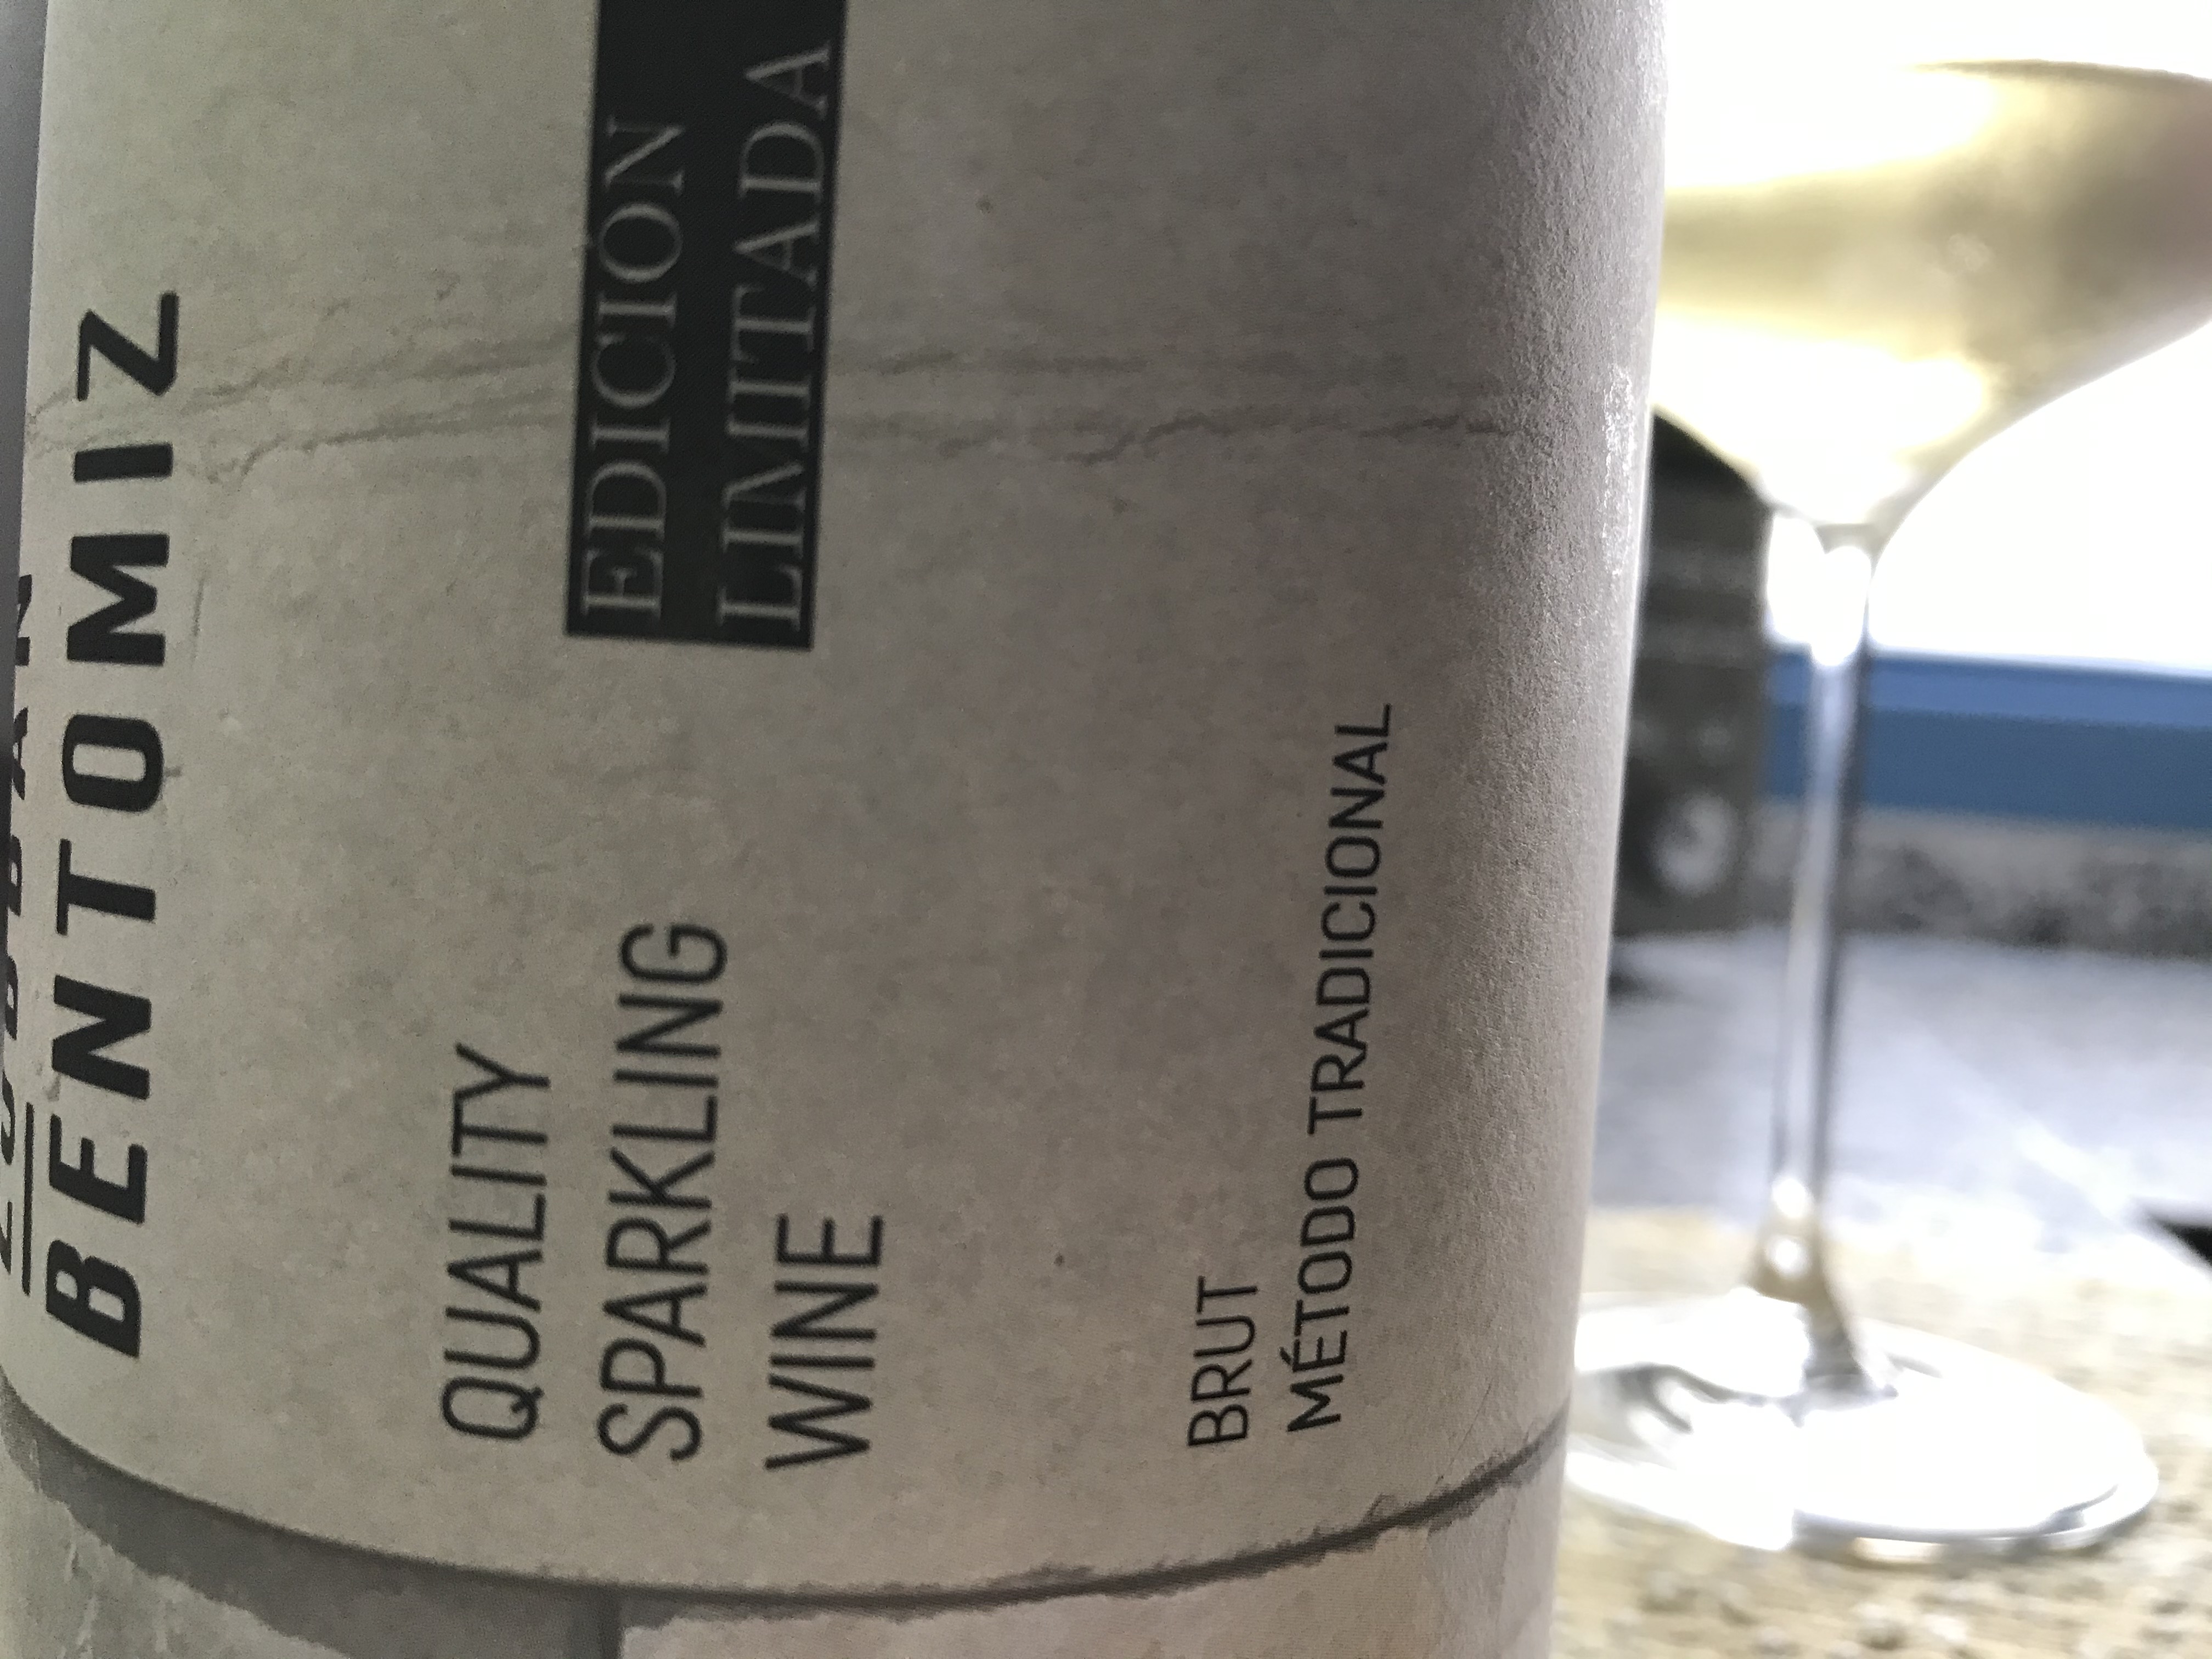 BENTOMIZ
EDICIÓN
LIMITADA
QUALITY
SPARKLING
WINE
BRUT
MÉTODO TRADICIONAL